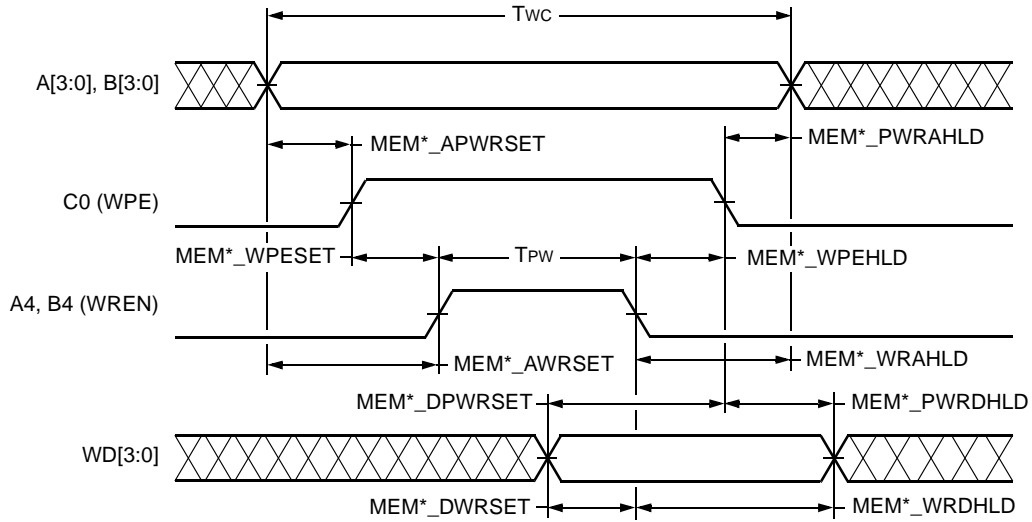 TWC
A[3:0], B[3:0]
MEM*_APWRSET
MEM*_PWRAHLD
C0 (WPE)
MEM*_WPESET
TPW
MEM*_WPEHLD
A4, B4 (WREN)
MEM*_AWRSET
MEM*_WRAHLD
MEM*_DPWRSET
MEM*_PWRDHLD
WD[3:0]
MEM*_DWRSET
MEM*_WRDHLD